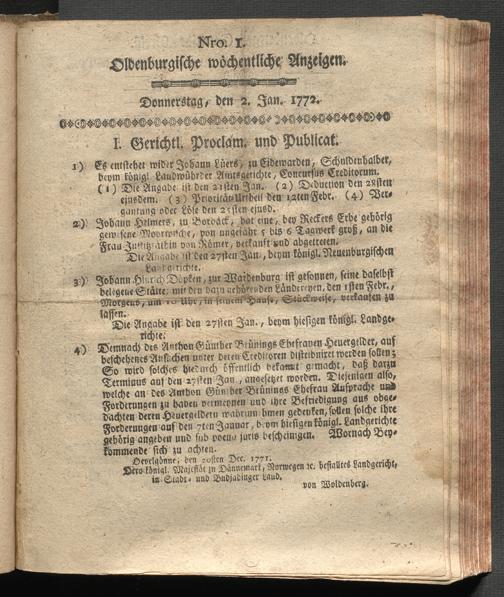 Nro. 1.
Oldenburgische wöchentliche Anzeigen.
Donnerstag, den 2. Jan. 1772.
I. Gerichtl. Proclam. und Publicat.
1) Es entstehet wider Johann Lüers, zu Eidewarden, Schuldenhalber,
beym königl. Landwührder Amtsgerichte, Concursus Creditorum.
(1) Die Angabe ist den 21sten Jan. (2) Deduction den 28sten
ejusdem. (3) Priorität-Urtheil den 12ten Febr. (4) Ver-
gantung oder Löse den 25sten ejusd.
2) Johann Helmers, zu Vordack, hat eine, bey Reckers Erbe gehörig
gewesene Moorwische, von ungefähr 5 bis 6 Tagwerk groß, an die
Frau Justizräthin von Römer, verkauft und abgetreten.
Die Angabe ist den 27sten Jan., beym königl. Neuenburgischen
Landgerichte.
3) Johann Hinrich Döpken, zur Wardenburg ist gesonnen, seine daselbst
belegene Stätte, mit den dazu gehörenden Ländereyen, den 1sten Febr.,
Morgens, um 10 Uhr, in seinem Hause, Stückweise, verkaufen zu
lassen.
Die Angabe ist den 27sten Jan., beym hiesigen königl. Landge-
richte.
4) Demnach des Anthon Günther Brünings Ehefrauen Heuergelder, auf
beschehenes Ansuchen unter deren Creditoren distribuiret werden sollen;
So wird solches hiedurch öffentlich bekannt gemacht, daß darzu
Terminus auf den 27sten Jan., angesetzet worden. Diejenigen also,
welche an des Anthon Günther Brünings Ehefrau Ansprache und
Forderungen zu haben vermeynen und ihre Befriedigung aus obge-
dachten deren Heuergeldern wahrnehmen gedenken, sollen solche ihre
Forderungen auf den 7ten Januar, beym hiesigen königl. Landgerichte
gehörig angeben und sub poena juris bescheinigen. Wornach Bey-
kommende sich zu achten.
Ovelgönne, den 20sten Dec. 1771.
Dero königl. Majestät zu Dännemark, Norwegen 2c. bestalltes Landgericht,
in Stadt- und Butjadinger Land.
von Woldenberg.